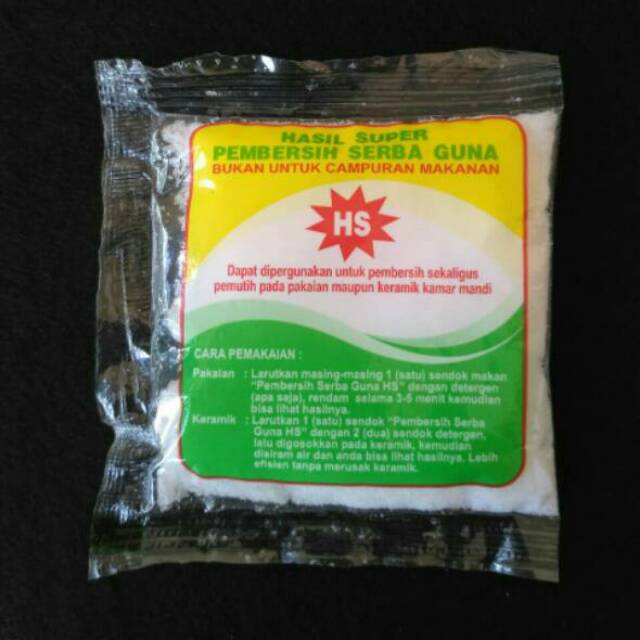 HASIL SUPER
PEMBERSIH SERBA GUNA
BUKAN UNTUK CAMPURAN MAKANAN
HS
Dapat dipergunakan untuk pembersih sekaligus
pemutih pada pakaian maupun keramik kamar mandi
CARA PEMAKAIAN :
Pakaian : Larutkan masing-masing 1 (satu) sendok makan
"Pembersih Serba Guna HS" dengan detergen
(apa saja), rendam selama 3-5 menit kemudian
bisa lihat hasilnya.
Keramik : Larutkan 1 (satu) sendok "Pembersih Serba
Guna HS" dengan 2 (dua) sendok detergen,
lalu digosokkan pada keramik, kemudian
disiram air dan anda bisa lihat hasilnya. Lebih
efisien tanpa merusak keramik.